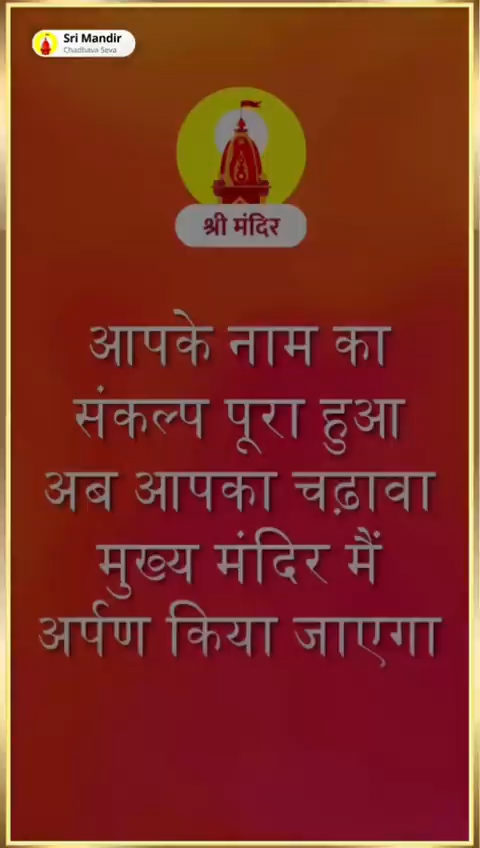 Sri Mandir
Chadhava Seva
श्री मंदिर
आपके नाम का
संकल्प पूरा हुआ
अब आपका चढ़ावा
मुख्य मंदिर मैं
अर्पण किया जाएगा